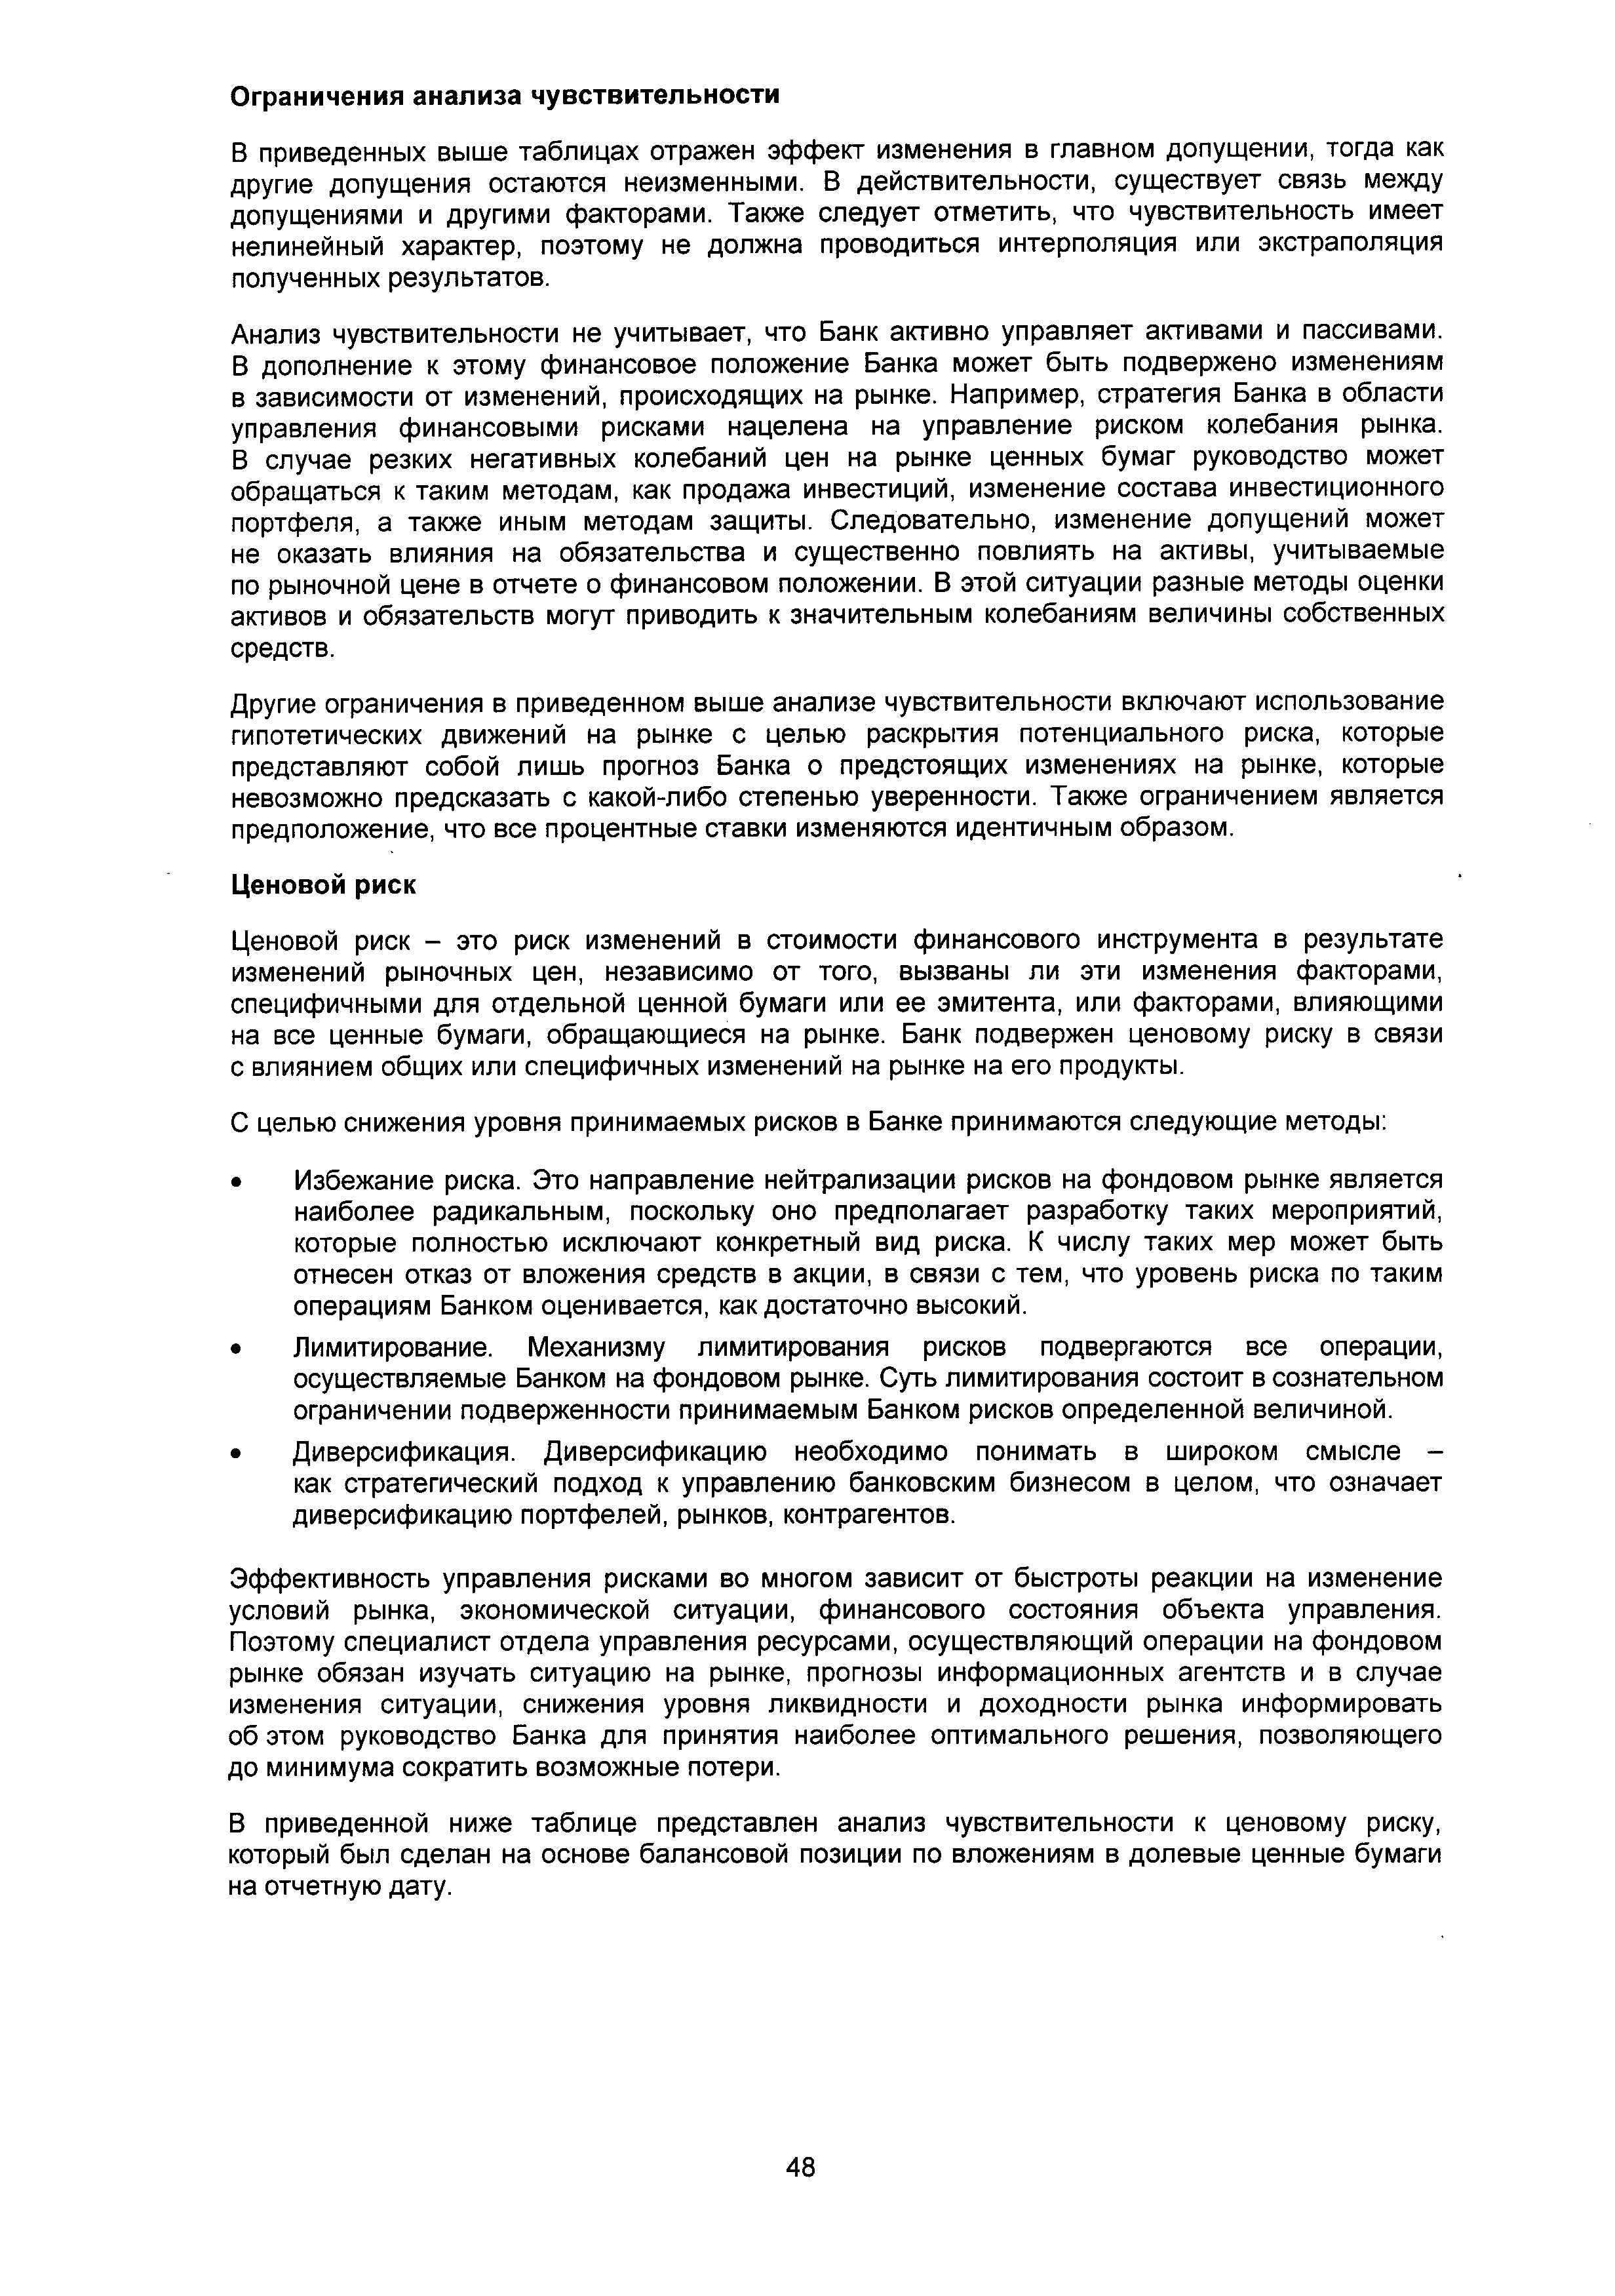 Ограничения анализа чувствительности
В приведенных выше таблицах отражен эффект изменения в главном допущении, тогда как
другие допущения остаются неизменными. В действительности, существует связь между
допущениями и другими факторами. Также следует отметить, что чувствительность имеет
нелинейный характер, поэтому не должна проводиться интерполяция или экстраполяция
полученных результатов.
Анализ чувствительности не учитывает, что Банк активно управляет активами и пассивами.
В дополнение к этому финансовое положение Банка может быть подвержено изменениям
в зависимости от изменений, происходящих на рынке. Например, стратегия Банка в области
управления финансовыми рисками нацелена на управление риском колебания рынка.
В случае резких негативных колебаний цен на рынке ценных бумаг руководство может
обращаться к таким методам, как продажа инвестиций, изменение состава инвестиционного
портфеля, а также иным методам защиты. Следовательно, изменение допущений может
не оказать влияния на обязательства и существенно повлиять на активы, учитываемые
по рыночной цене в отчете о финансовом положении. В этой ситуации разные методы оценки
активов и обязательств могут приводить к значительным колебаниям величины собственных
средств.
Другие ограничения в приведенном выше анализе чувствительности включают использование
гипотетических движений на рынке с целью раскрытия потенциального риска, которые
представляют собой лишь прогноз Банка о предстоящих изменениях на рынке, которые
невозможно предсказать с какой-либо степенью уверенности. Также ограничением является
предположение, что все процентные ставки изменяются идентичным образом.
Ценовой риск
Ценовой риск – это риск изменений в стоимости финансового инструмента в результате
изменений рыночных цен, независимо от того, вызваны ли эти изменения факторами,
специфичными для отдельной ценной бумаги или ее эмитента, или факторами, влияющими
на все ценные бумаги, обращающиеся на рынке. Банк подвержен ценовому риску в связи
с влиянием общих или специфичных изменений на рынке на его продукты.
С целью снижения уровня принимаемых рисков в Банке принимаются следующие методы:
• Избежание риска. Это направление нейтрализации рисков на фондовом рынке является
наиболее радикальным, поскольку оно предполагает разработку таких мероприятий,
которые полностью исключают конкретный вид риска. К числу таких мер может быть
отнесен отказ от вложения средств в акции, в связи с тем, что уровень риска по таким
операциям Банком оценивается, как достаточно высокий.
• Лимитирование. Механизму лимитирования рисков подвергаются все операции,
осуществляемые Банком на фондовом рынке. Суть лимитирования состоит в сознательном
ограничении подверженности принимаемым Банком рисков определенной величиной.
• Диверсификация. Диверсификацию необходимо понимать в широком смысле –
как стратегический подход к управлению банковским бизнесом в целом, что означает
диверсификацию портфелей, рынков, контрагентов.
Эффективность управления рисками во многом зависит от быстроты реакции на изменение
условий рынка, экономической ситуации, финансового состояния объекта управления.
Поэтому специалист отдела управления ресурсами, осуществляющий операции на фондовом
рынке обязан изучать ситуацию на рынке, прогнозы информационных агентств и в случае
изменения ситуации, снижения уровня ликвидности и доходности рынка информировать
об этом руководство Банка для принятия наиболее оптимального решения, позволяющего
до минимума сократить возможные потери.
В приведенной ниже таблице представлен анализ чувствительности к ценовому риску,
который был сделан на основе балансовой позиции по вложениям в долевые ценные бумаги
на отчетную дату.
48